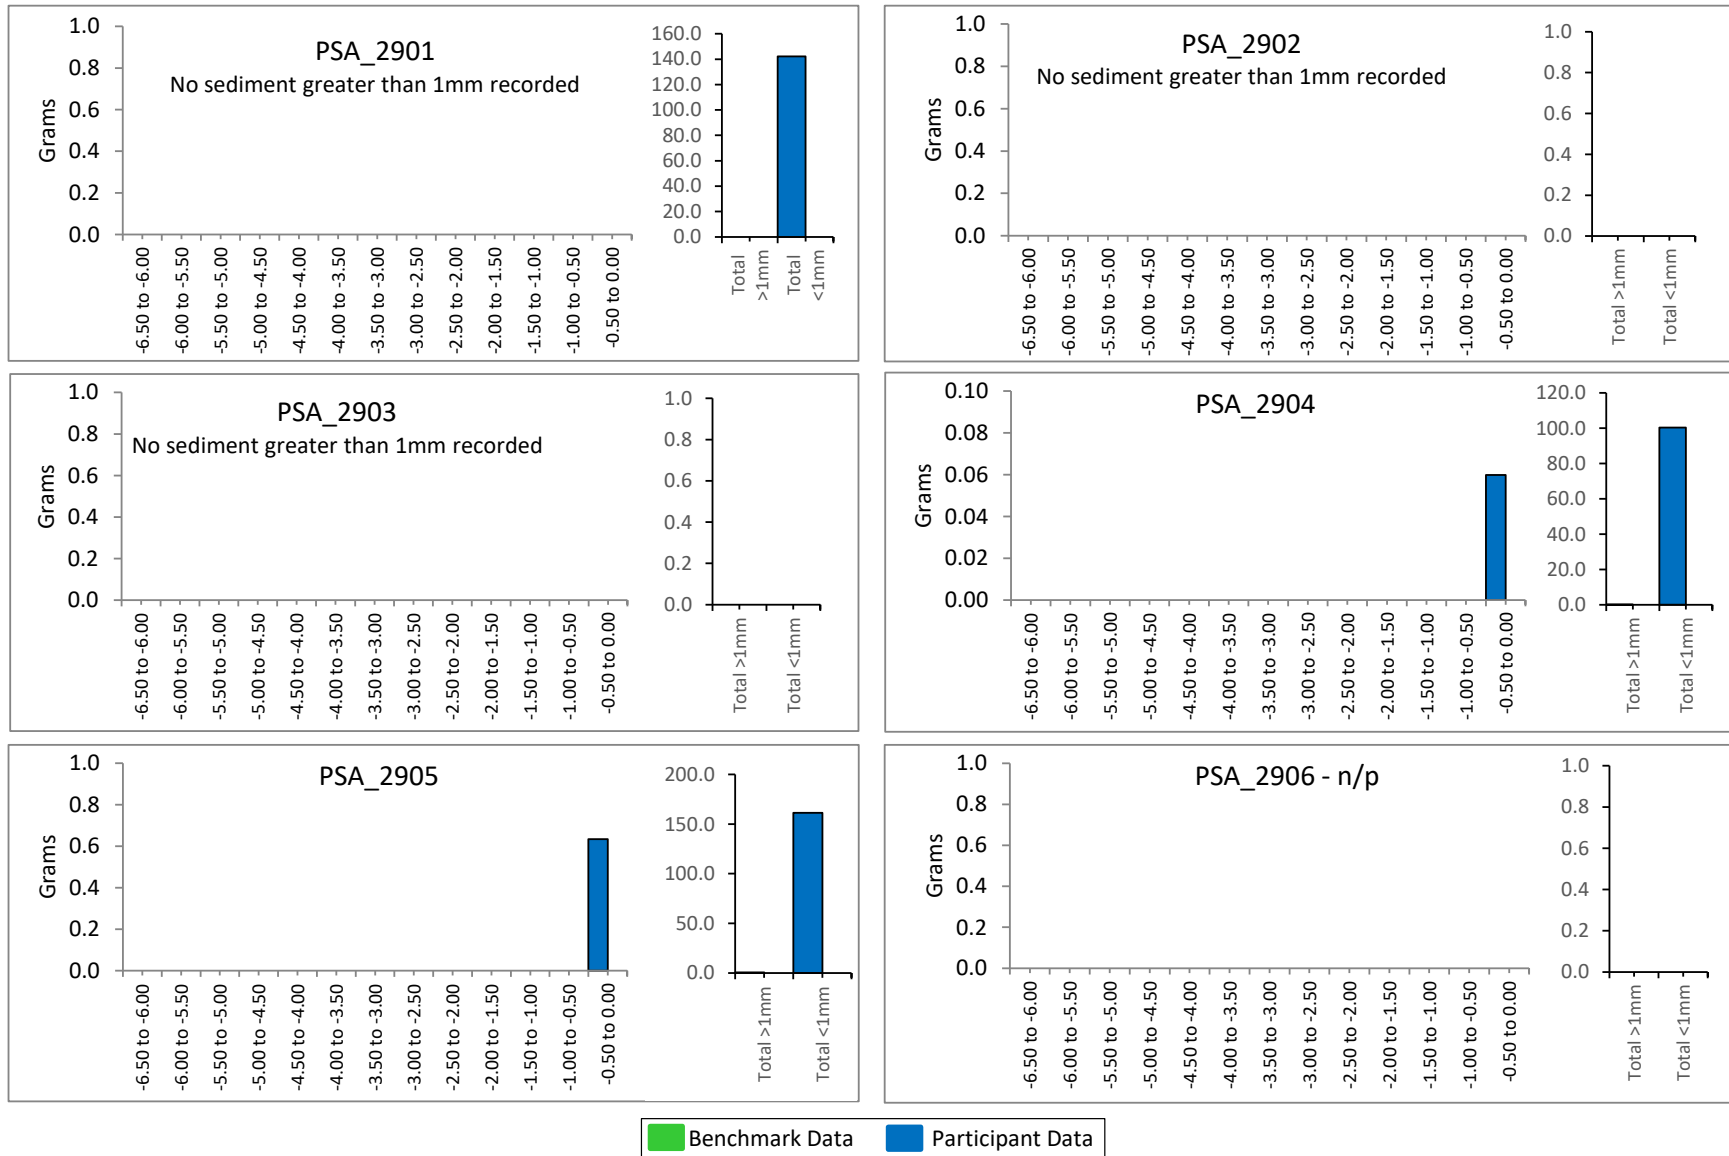 PSA_2901
No sediment greater than 1mm recorded
Grams
1.0
0.8
0.6
0.4
0.2
0.0
-6.50 to -6.00
-6.00 to -5.50
-5.50 to -5.00
-5.00 to -4.50
-4.50 to -4.00
-4.00 to -3.50
-3.50 to -3.00
-3.00 to -2.50
-2.50 to -2.00
-2.00 to -1.50
-1.50 to -1.00
-1.00 to -0.50
-0.50 to 0.00
160.0
140.0
120.0
100.0
80.0
60.0
40.0
20.0
0.0
Total
>1mm
Total
<1mm
PSA_2902
No sediment greater than 1mm recorded
Grams
1.0
0.8
0.6
0.4
0.2
0.0
-6.50 to -6.00
-6.00 to -5.50
-5.50 to -5.00
-5.00 to -4.50
-4.50 to -4.00
-4.00 to -3.50
-3.50 to -3.00
-3.00 to -2.50
-2.50 to -2.00
-2.00 to -1.50
-1.50 to -1.00
-1.00 to -0.50
-0.50 to 0.00
1.0
0.8
0.6
0.4
0.2
0.0
Total >1mm
Total <1mm
PSA_2903
No sediment greater than 1mm recorded
Grams
1.0
0.8
0.6
0.4
0.2
0.0
-6.50 to -6.00
-6.00 to -5.50
-5.50 to -5.00
-5.00 to -4.50
-4.50 to -4.00
-4.00 to -3.50
-3.50 to -3.00
-3.00 to -2.50
-2.50 to -2.00
-2.00 to -1.50
-1.50 to -1.00
-1.00 to -0.50
-0.50 to 0.00
1.0
0.8
0.6
0.4
0.2
0.0
Total >1mm
Total <1mm
PSA_2904
Grams
0.10
0.08
0.06
0.04
0.02
0.00
-6.50 to -6.00
-6.00 to -5.50
-5.50 to -5.00
-5.00 to -4.50
-4.50 to -4.00
-4.00 to -3.50
-3.50 to -3.00
-3.00 to -2.50
-2.50 to -2.00
-2.00 to -1.50
-1.50 to -1.00
-1.00 to -0.50
-0.50 to 0.00
120.0
100.0
80.0
60.0
40.0
20.0
0.0
Total >1mm
Total <1mm
PSA_2905
Grams
1.0
0.8
0.6
0.4
0.2
0.0
-6.50 to -6.00
-6.00 to -5.50
-5.50 to -5.00
-5.00 to -4.50
-4.50 to -4.00
-4.00 to -3.50
-3.50 to -3.00
-3.00 to -2.50
-2.50 to -2.00
-2.00 to -1.50
-1.50 to -1.00
-1.00 to -0.50
-0.50 to 0.00
200.0
150.0
100.0
50.0
0.0
Total >1mm
Total <1mm
PSA_2906 - n/p
Grams
1.0
0.8
0.6
0.4
0.2
0.0
-6.50 to -6.00
-6.00 to -5.50
-5.50 to -5.00
-5.00 to -4.50
-4.50 to -4.00
-4.00 to -3.50
-3.50 to -3.00
-3.00 to -2.50
-2.50 to -2.00
-2.00 to -1.50
-1.50 to -1.00
-1.00 to -0.50
-0.50 to 0.00
1.0
0.8
0.6
0.4
0.2
0.0
Total >1mm
Total <1mm
Benchmark Data
Participant Data